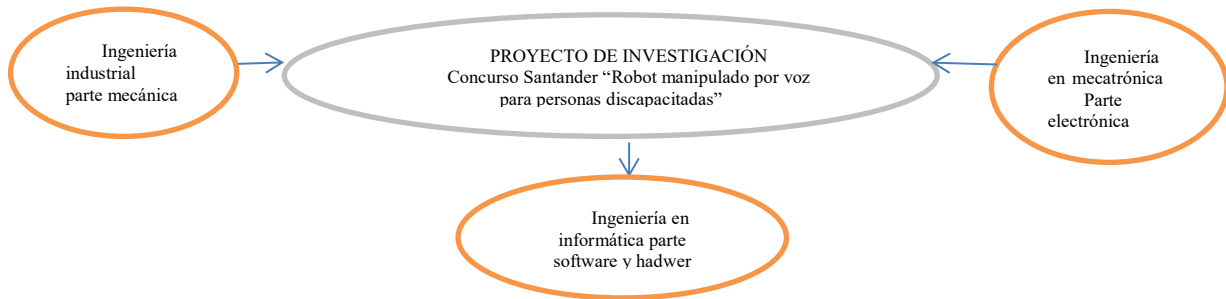 Ingeniería
industrial
parte mecánica
PROYECTO DE INVESTIGACIÓN
Concurso Santander “Robot manipulado por voz
para personas discapacitadas”
Ingeniería
en mecatrónica
Parte
electrónica
Ingeniería en
informática parte
software y hadwer